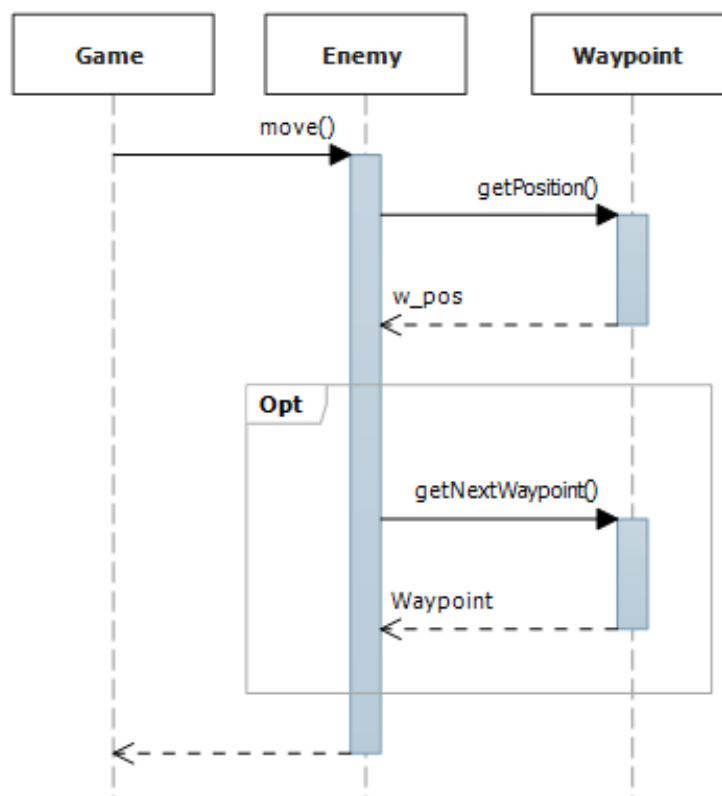 Game
Enemy
Waypoint
move()
getPosition()
w_pos
Opt
getNextWaypoint()
Waypoint